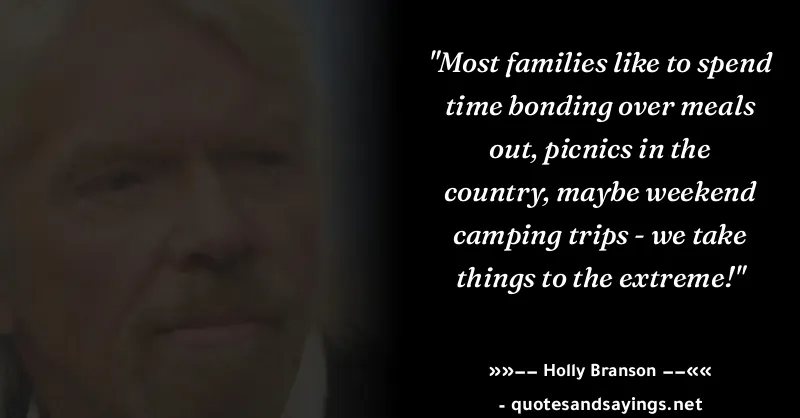 "Most families like to spend
time bonding over meals
out, picnics in the
country, maybe weekend
camping trips - we take
things to the extreme!"
»»–– Holly Branson ––««
- quotesandsayings.net